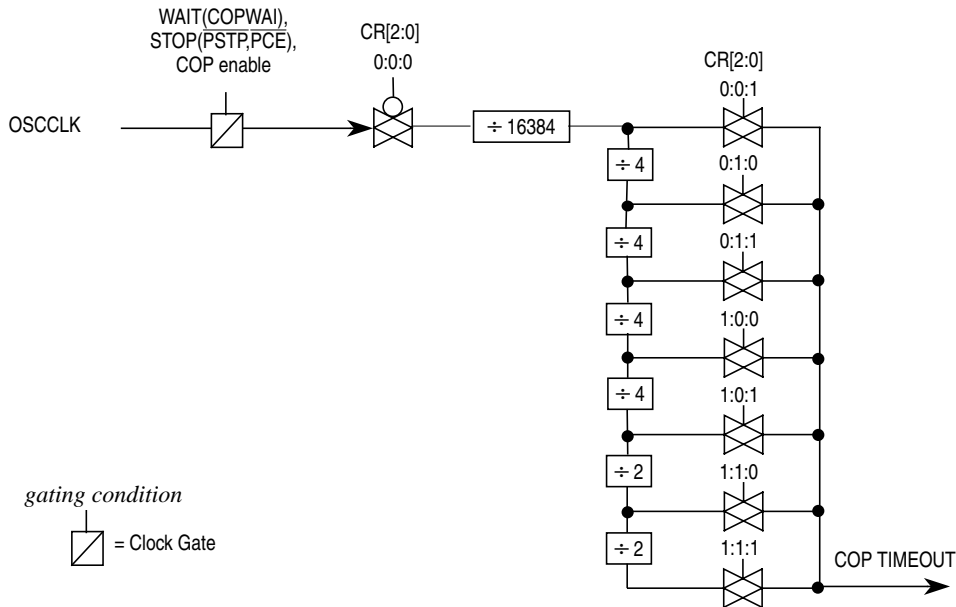 WAIT(COPWAI),
STOP(PSTP,PCE),
COP enable
CR[2:0]
0:0:0
OSCCLK
÷ 16384
CR[2:0]
0:0:1
÷ 4
0:1:0
÷ 4
0:1:1
÷ 4
1:0:0
÷ 4
1:0:1
÷ 2
1:1:0
÷ 2
1:1:1
COP TIMEOUT
gating condition
= Clock Gate